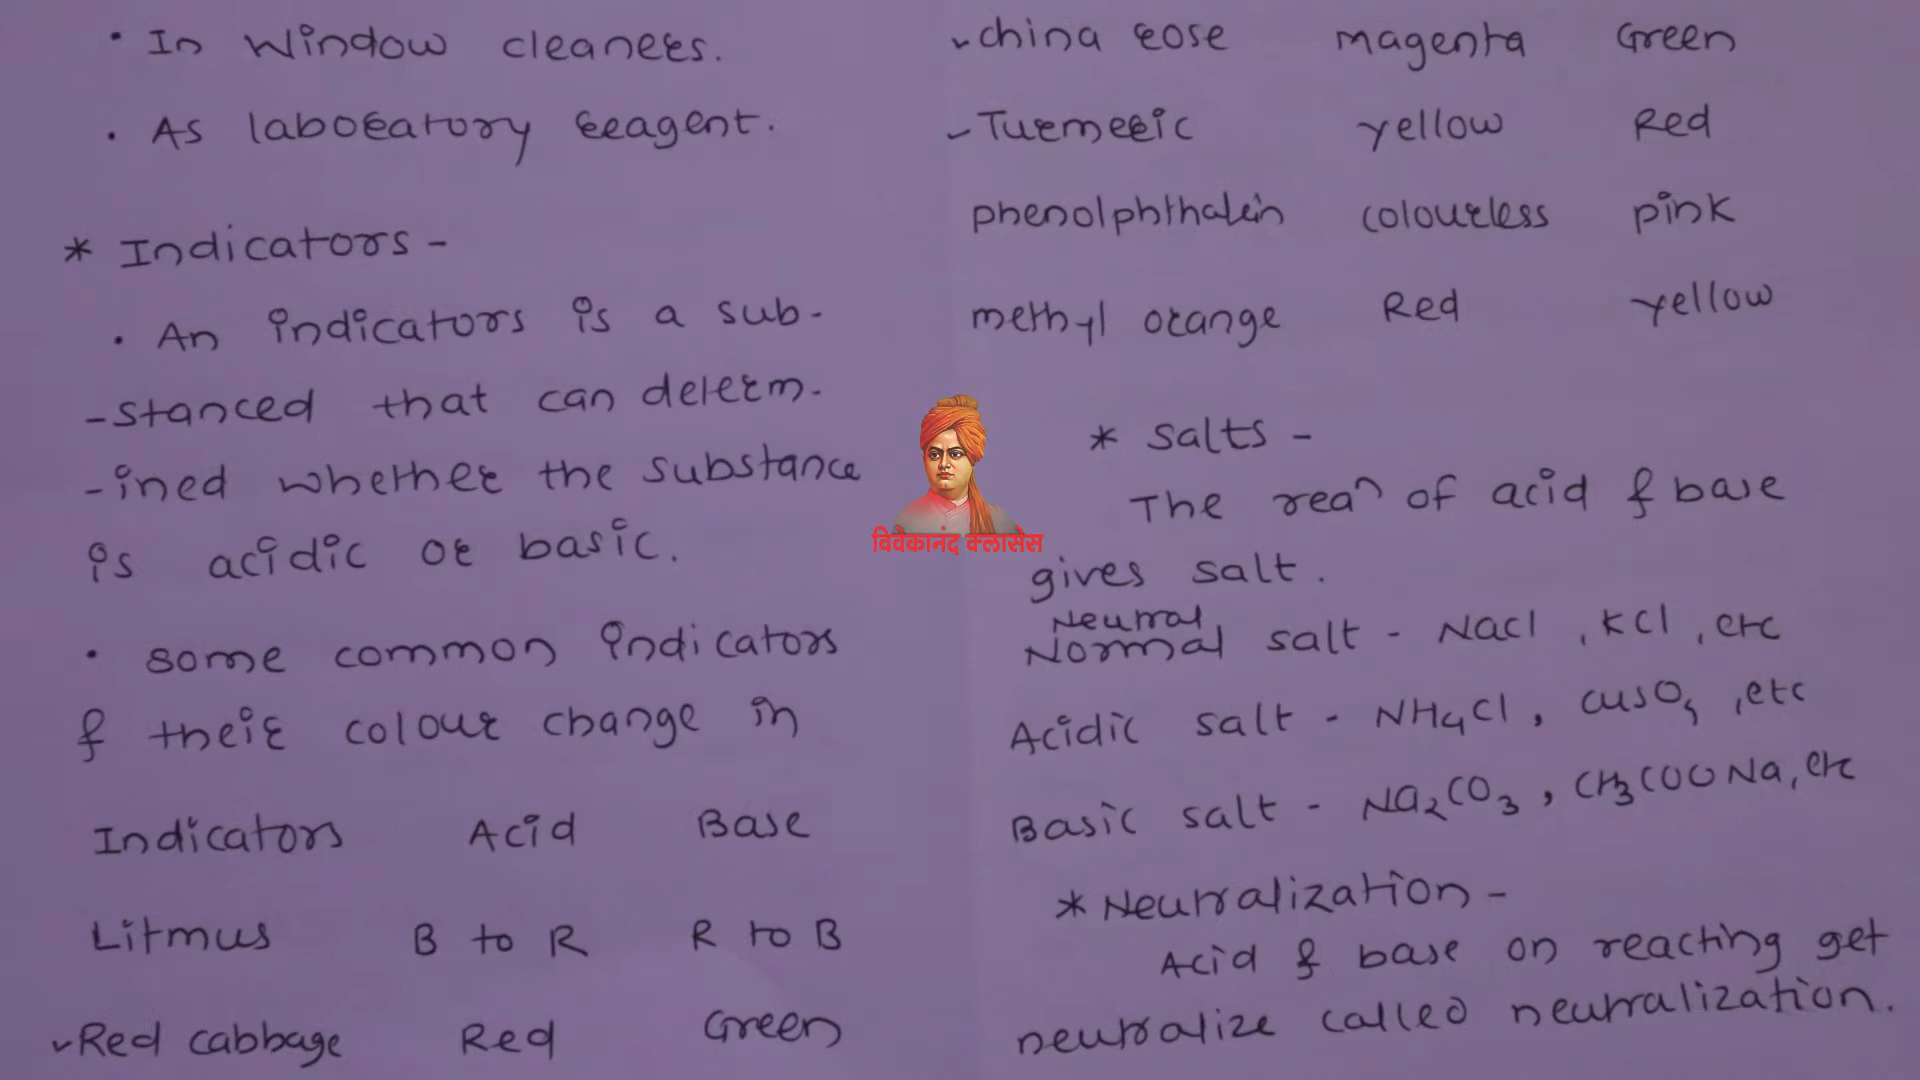 • In Window cleaners.
• As laboratory reagent.
* Indicators -
• An indicators is a sub-
-stanced that can determ-
-ined whether the substance
is acidic or basic.
• some common indicators
& their colour change in
Indicators Acid Base
Litmus B to R R to B
✓Red cabbage Red Green
✓china rose magenta Green
✓Turmeric yellow Red
phenolphthalein colourless pink
methyl orange Red yellow
* Salts -
The reaⁿ of acid & base
gives salt.
Neutral
Normal salt - NaCl, KCl, etc
Acidic salt - NH₄Cl, CuSO₄, etc
Basic salt - Na₂CO₃, CH₃COONa, etc
* Neutralization -
Acid & base on reacting get
neutralize called neutralization.
विवेकानंद क्लासेस